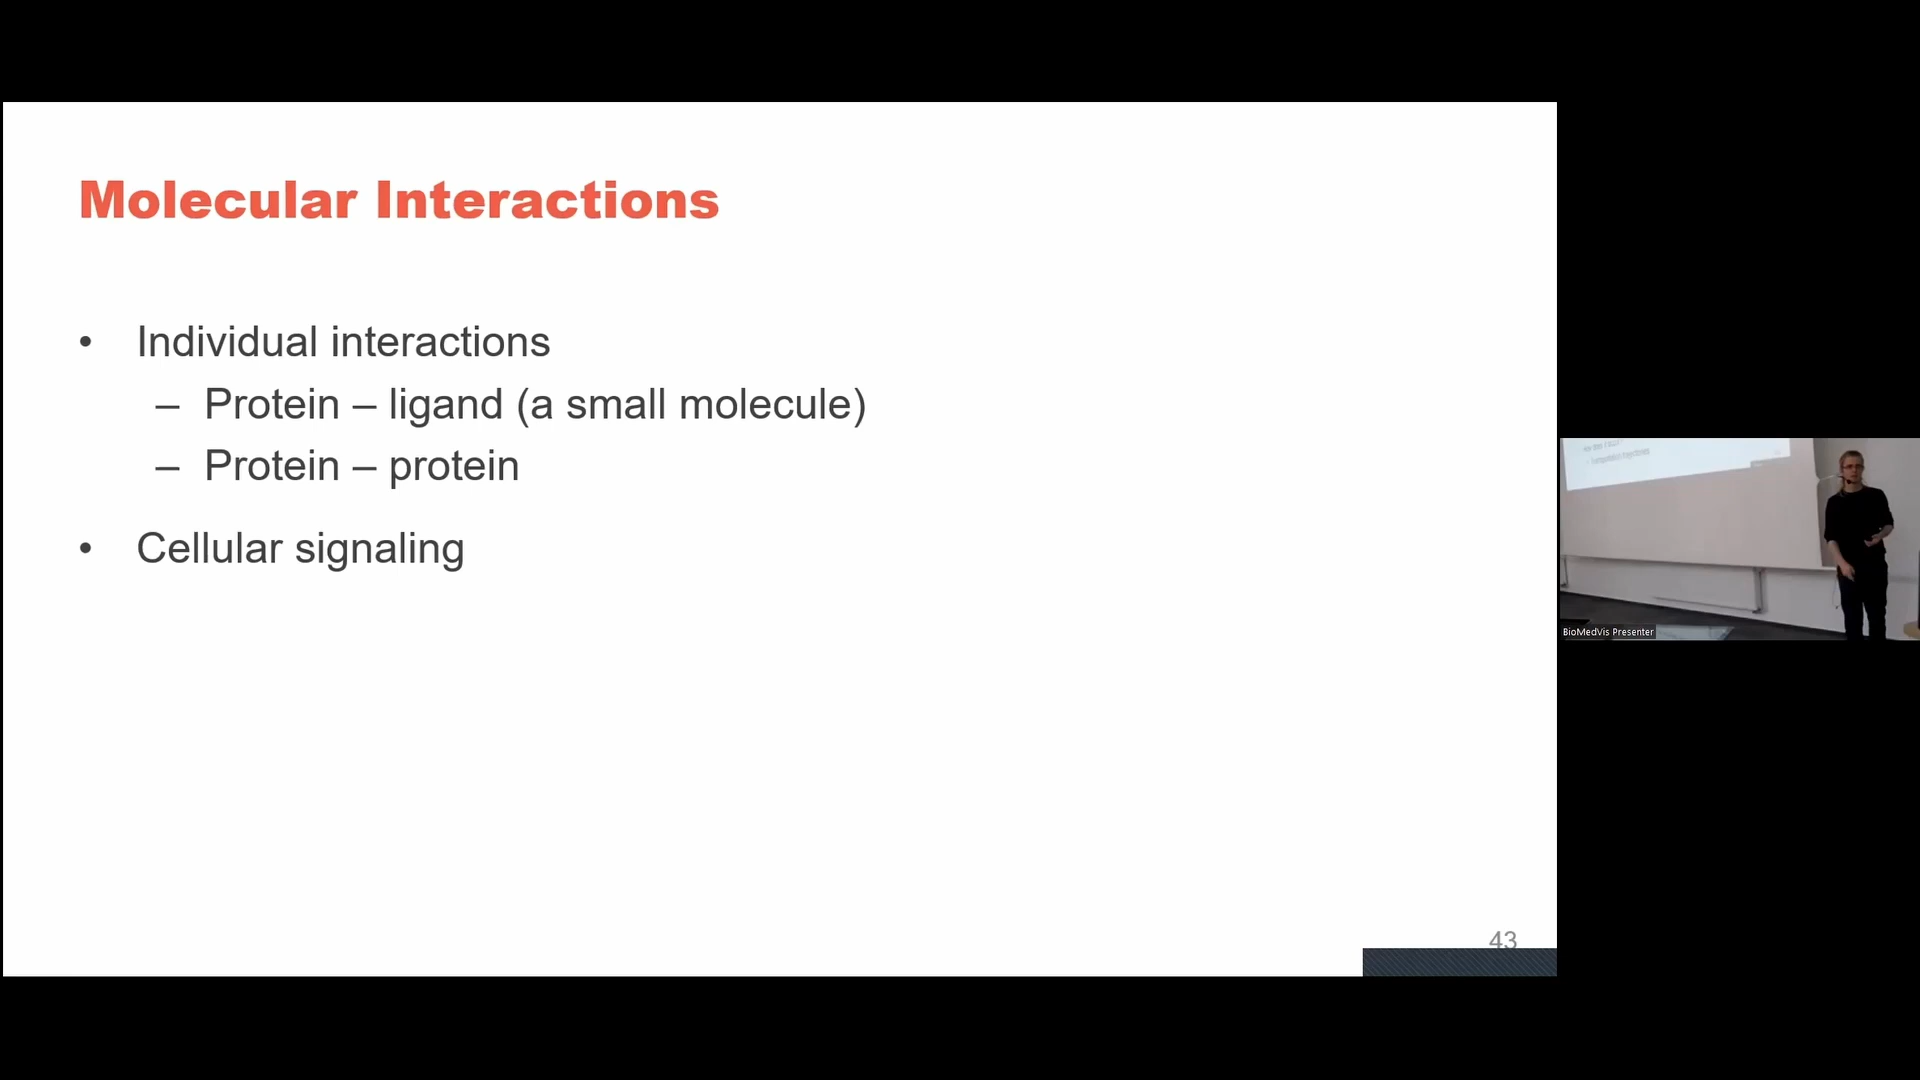 Molecular Interactions
• Individual interactions
– Protein – ligand (a small molecule)
– Protein – protein
• Cellular signaling
43
BioMedVis Presenter